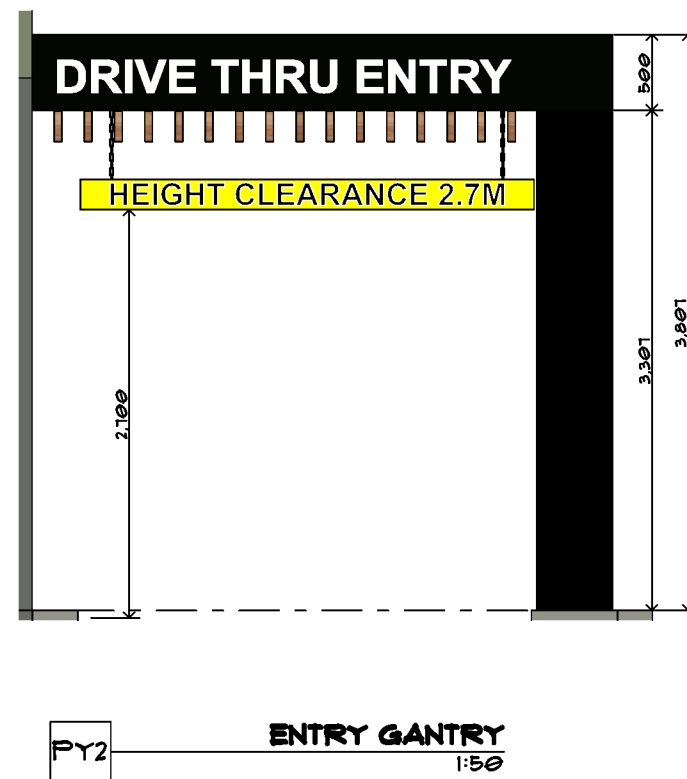 DRIVE THRU ENTRY
500
HEIGHT CLEARANCE 2.7M
3,807
3,307
2,700
ENTRY GANTRY
PY2
1:50